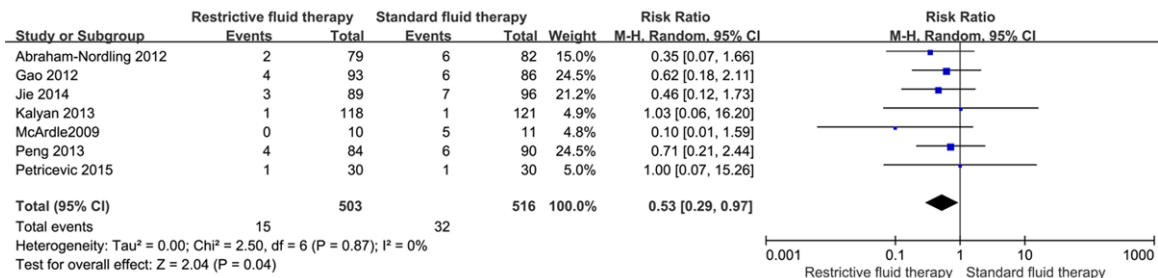 Restrictive fluid therapy Standard fluid therapy Risk Ratio Risk Ratio
Study or Subgroup Events Total Events Total Weight M-H, Random, 95% CI M-H, Random, 95% CI
Abraham-Nordling 2012 2 79 6 82 15.0% 0.35 [0.07, 1.66]
Gao 2012 4 93 6 86 24.5% 0.62 [0.18, 2.11]
Jie 2014 3 89 7 96 21.2% 0.46 [0.12, 1.73]
Kalyan 2013 1 118 1 121 4.9% 1.03 [0.06, 16.20]
McArdle2009 0 10 5 11 4.8% 0.10 [0.01, 1.59]
Peng 2013 4 84 6 90 24.5% 0.71 [0.21, 2.44]
Petricevic 2015 1 30 1 30 5.0% 1.00 [0.07, 15.26]
Total (95% CI) 503 516 100.0% 0.53 [0.29, 0.97]
Total events 15 32
Heterogeneity: Tau² = 0.00; Chi² = 2.50, df = 6 (P = 0.87); I² = 0%
Test for overall effect: Z = 2.04 (P = 0.04)
0.001 0.1 1 10 1000
Restrictive fluid therapy Standard fluid therapy